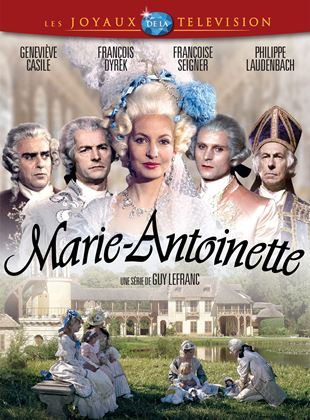 LES JOYAUX DE LA TELEVISION
GENEVIÈVE CASILE
FRANÇOIS DYREK
FRANCOISE SEIGNER
PHILIPPE LAUDENBACH
Marie-Antoinette
UNE SÉRIE DE GUY LEFRANC